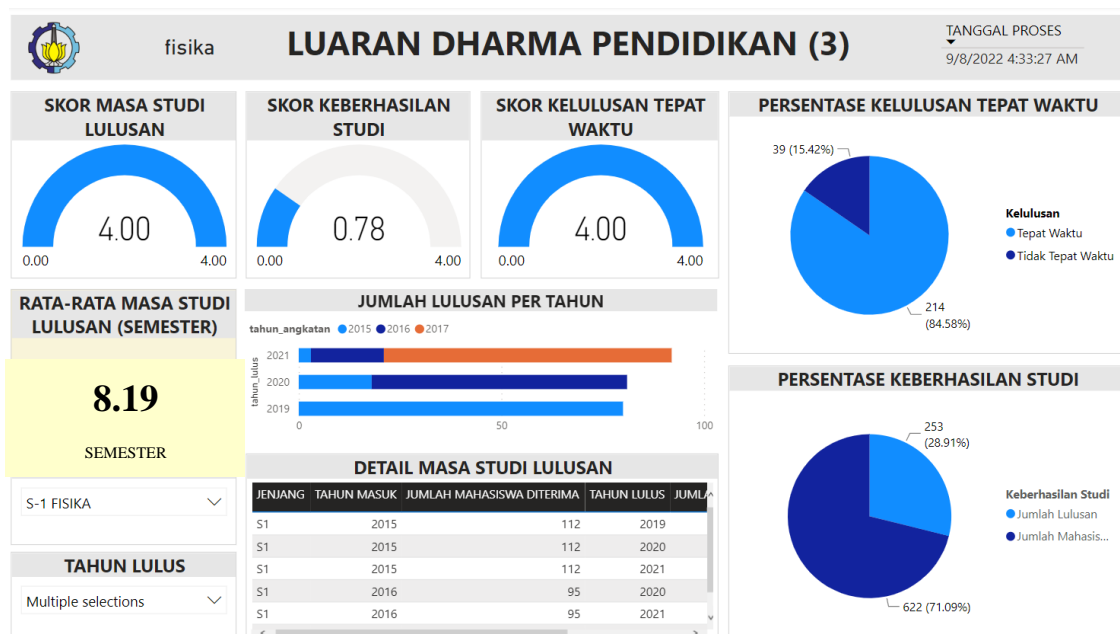 fisika
LUARAN DHARMA PENDIDIKAN (3)
TANGGAL PROSES
9/8/2022 4:33:27 AM
SKOR MASA STUDI
LULUSAN
4.00
0.00
4.00
SKOR KEBERHASILAN
STUDI
0.78
0.00
4.00
SKOR KELULUSAN TEPAT
WAKTU
4.00
0.00
4.00
PERSENTASE KELULUSAN TEPAT WAKTU
39 (15.42%)
214
(84.58%)
Kelulusan
Tepat Waktu
Tidak Tepat Waktu
RATA-RATA MASA STUDI
LULUSAN (SEMESTER)
8.19
SEMESTER
S-1 FISIKA
TAHUN LULUS
Multiple selections
JUMLAH LULUSAN PER TAHUN
tahun_angkatan 2015 2016 2017
tahun_lulus
2021
2020
2019
0 50 100
DETAIL MASA STUDI LULUSAN
JENJANG TAHUN MASUK JUMLAH MAHASISWA DITERIMA TAHUN LULUS JUMLA
S1 2015 112 2019
S1 2015 112 2020
S1 2015 112 2021
S1 2016 95 2020
S1 2016 95 2021
PERSENTASE KEBERHASILAN STUDI
253
(28.91%)
622 (71.09%)
Keberhasilan Studi
Jumlah Lulusan
Jumlah Mahasis...